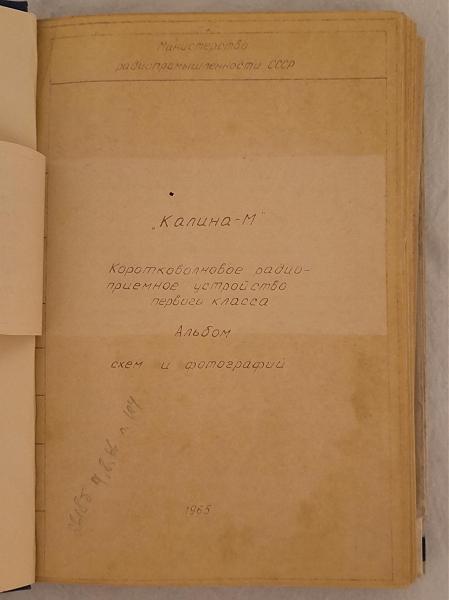 Министерство
радиопромышленности СССР
„Калина-М"
Коротковолновое радио-
приемное устройство
первого класса
Альбом
схем и фотографий
1965